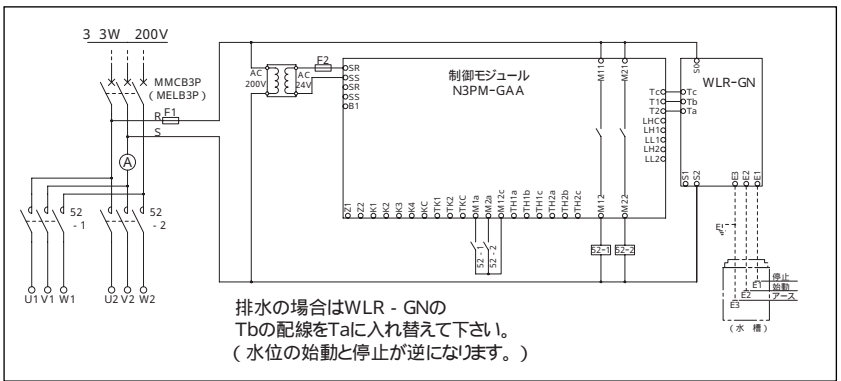 3 3W 200V
MMCB3P
(MELB3P)
R
F1
S
A
52
- 1
52
- 2
U1 V1 W1
U2 V2 W2
AC
200V
AC
24V
F2
SR
SS
SR
SS
B1
制御モジュール
N3PM-GAA
M11
M21
Tc
T1
T2
LHC
LH1
LL1
LH2
LL2
Z1
Z2
K1
K2
K3
K4
KC
TK1
TK2
TKC
M1a
M2a
M12c
TH1a
TH1b
TH1c
TH2a
TH2b
TH2c
M12
M22
52 - 1
52 - 2
52-1
52-2
S0
WLR-GN
Tc
Tb
Ta
S1
S2
E3
E2
E1
E
E1
E2
E3
停止
始動
アース
(水 槽)
排水の場合はWLR - GNの
Tbの配線をTaに入れ替えて下さい。
(水位の始動と停止が逆になります。)